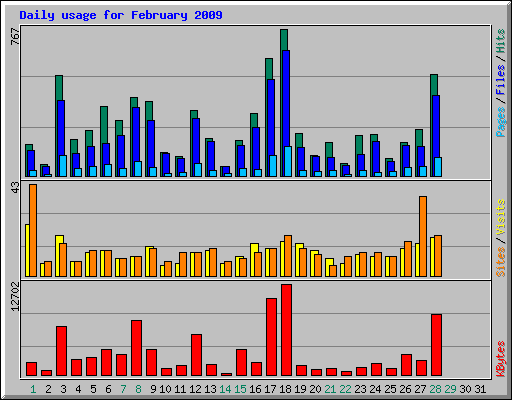 Daily usage for February 2009
767
Pages / Files / Hits
43
Sites / Visits
12702
KBytes
1 2 3 4 5 6 7 8 9 10 11 12 13 14 15 16 17 18 19 20 21 22 23 24 25 26 27 28 29 30 31